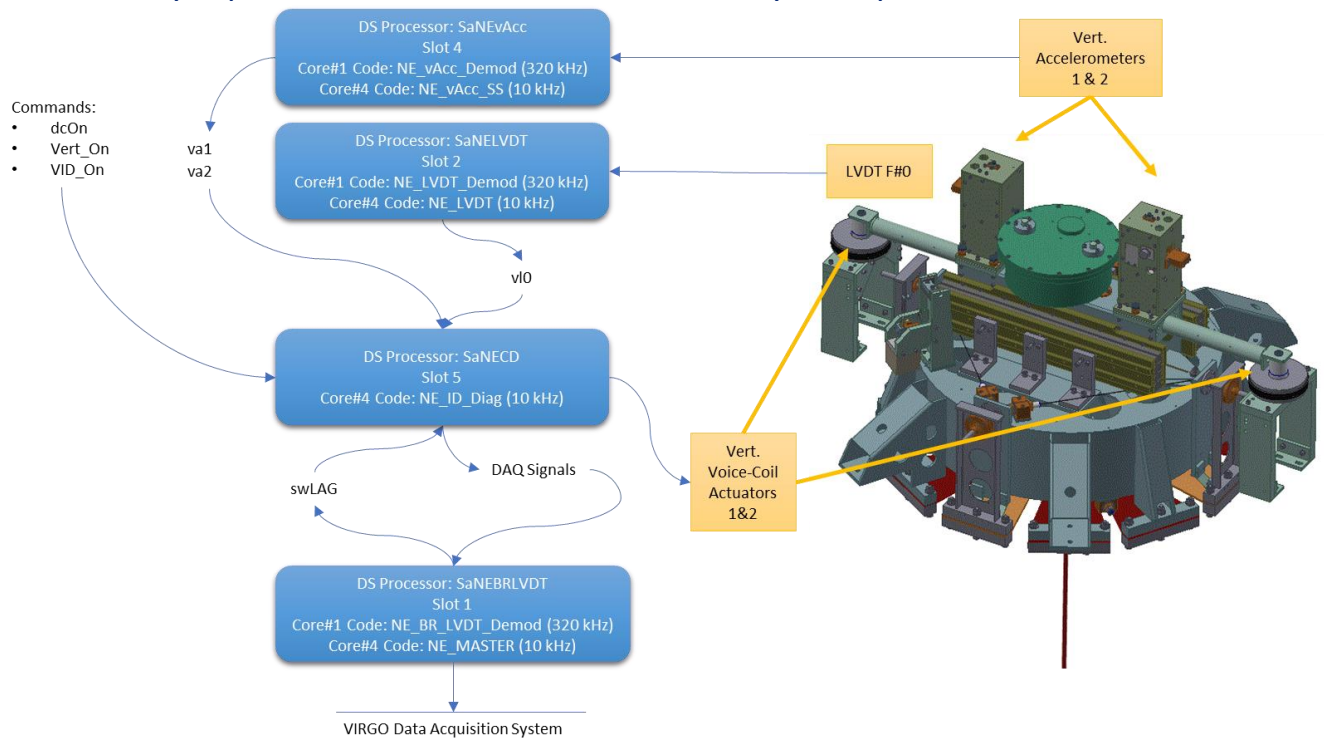 DS Processor: SaNEvAcc
Slot 4
Core#1 Code: NE_vAcc_Demod (320 kHz)
Core#4 Code: NE_vAcc_SS (10 kHz)
Vert.
Accelerometers
1 & 2
Commands:
• dcOn
• Vert_On
• VID_On
va1
va2
DS Processor: SaNELVDT
Slot 2
Core#1 Code: NE_LVDT_Demod (320 kHz)
Core#4 Code: NE_LVDT (10 kHz)
LVDT F#0
vl0
DS Processor: SaNECD
Slot 5
Core#4 Code: NE_ID_Diag (10 kHz)
Vert.
Voice-Coil
Actuators
1&2
swLAG
DAQ Signals
DS Processor: SaNEBRLVDT
Slot 1
Core#1 Code: NE_BR_LVDT_Demod (320 kHz)
Core#4 Code: NE_MASTER (10 kHz)
VIRGO Data Acquisition System